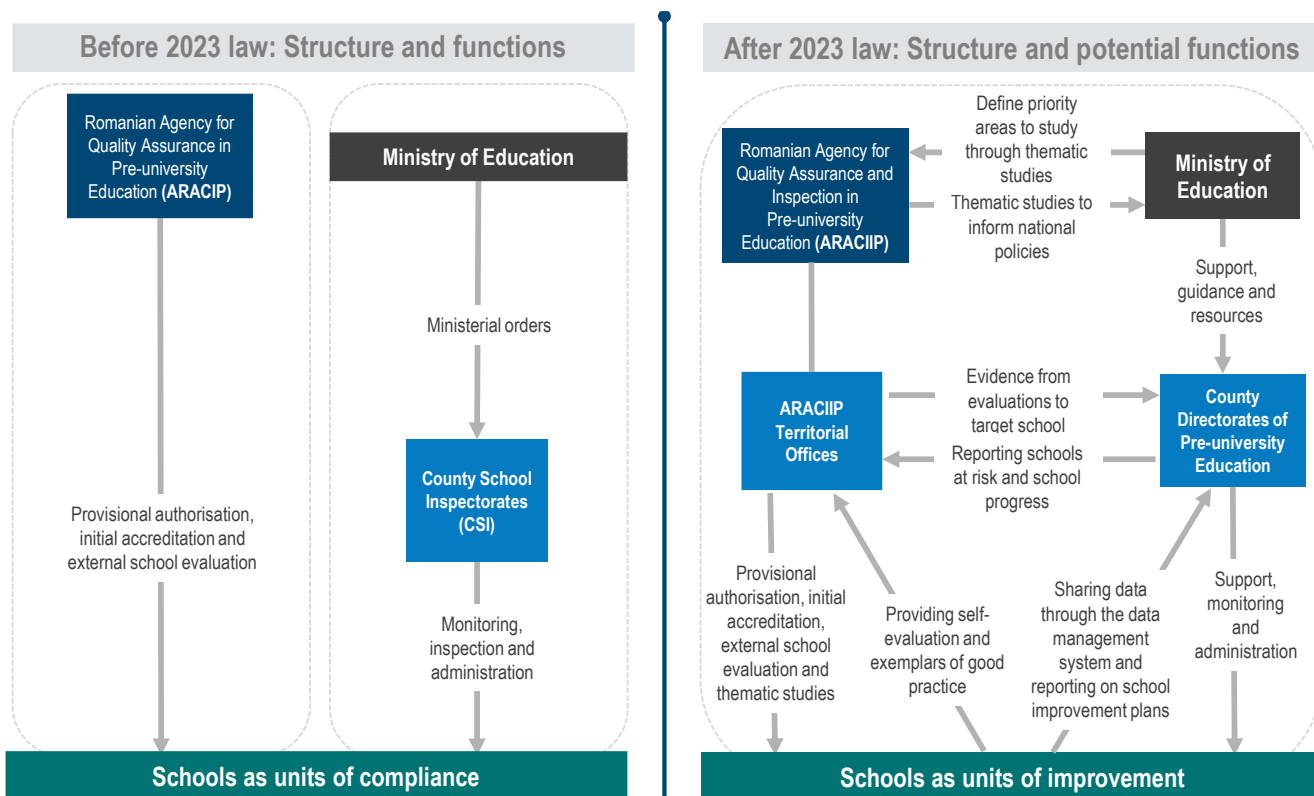 Before 2023 law: Structure and functions
Romanian Agency for
Quality Assurance in
Pre-university
Education (ARACIP)
Ministry of Education
Ministerial orders
County School
Inspectorates
(CSI)
Provisional authorisation,
initial accreditation and
external school evaluation
Monitoring,
inspection and
administration
Schools as units of compliance
After 2023 law: Structure and potential functions
Romanian Agency for
Quality Assurance and
Inspection in
Pre-university
Education (ARACIIP)
Define priority
areas to study
through thematic
studies
Thematic studies to
inform national
policies
Ministry of
Education
Support,
guidance and
resources
ARACIIP
Territorial
Offices
Evidence from
evaluations to
target school
Reporting schools
at risk and school
progress
County
Directorates of
Pre-university
Education
Provisional
authorisation, initial
accreditation,
external school
evaluation and
thematic studies
Providing self-
evaluation and
exemplars of good
practice
Sharing data
through the data
management
system and
reporting on school
improvement plans
Support,
monitoring
and
administration
Schools as units of improvement